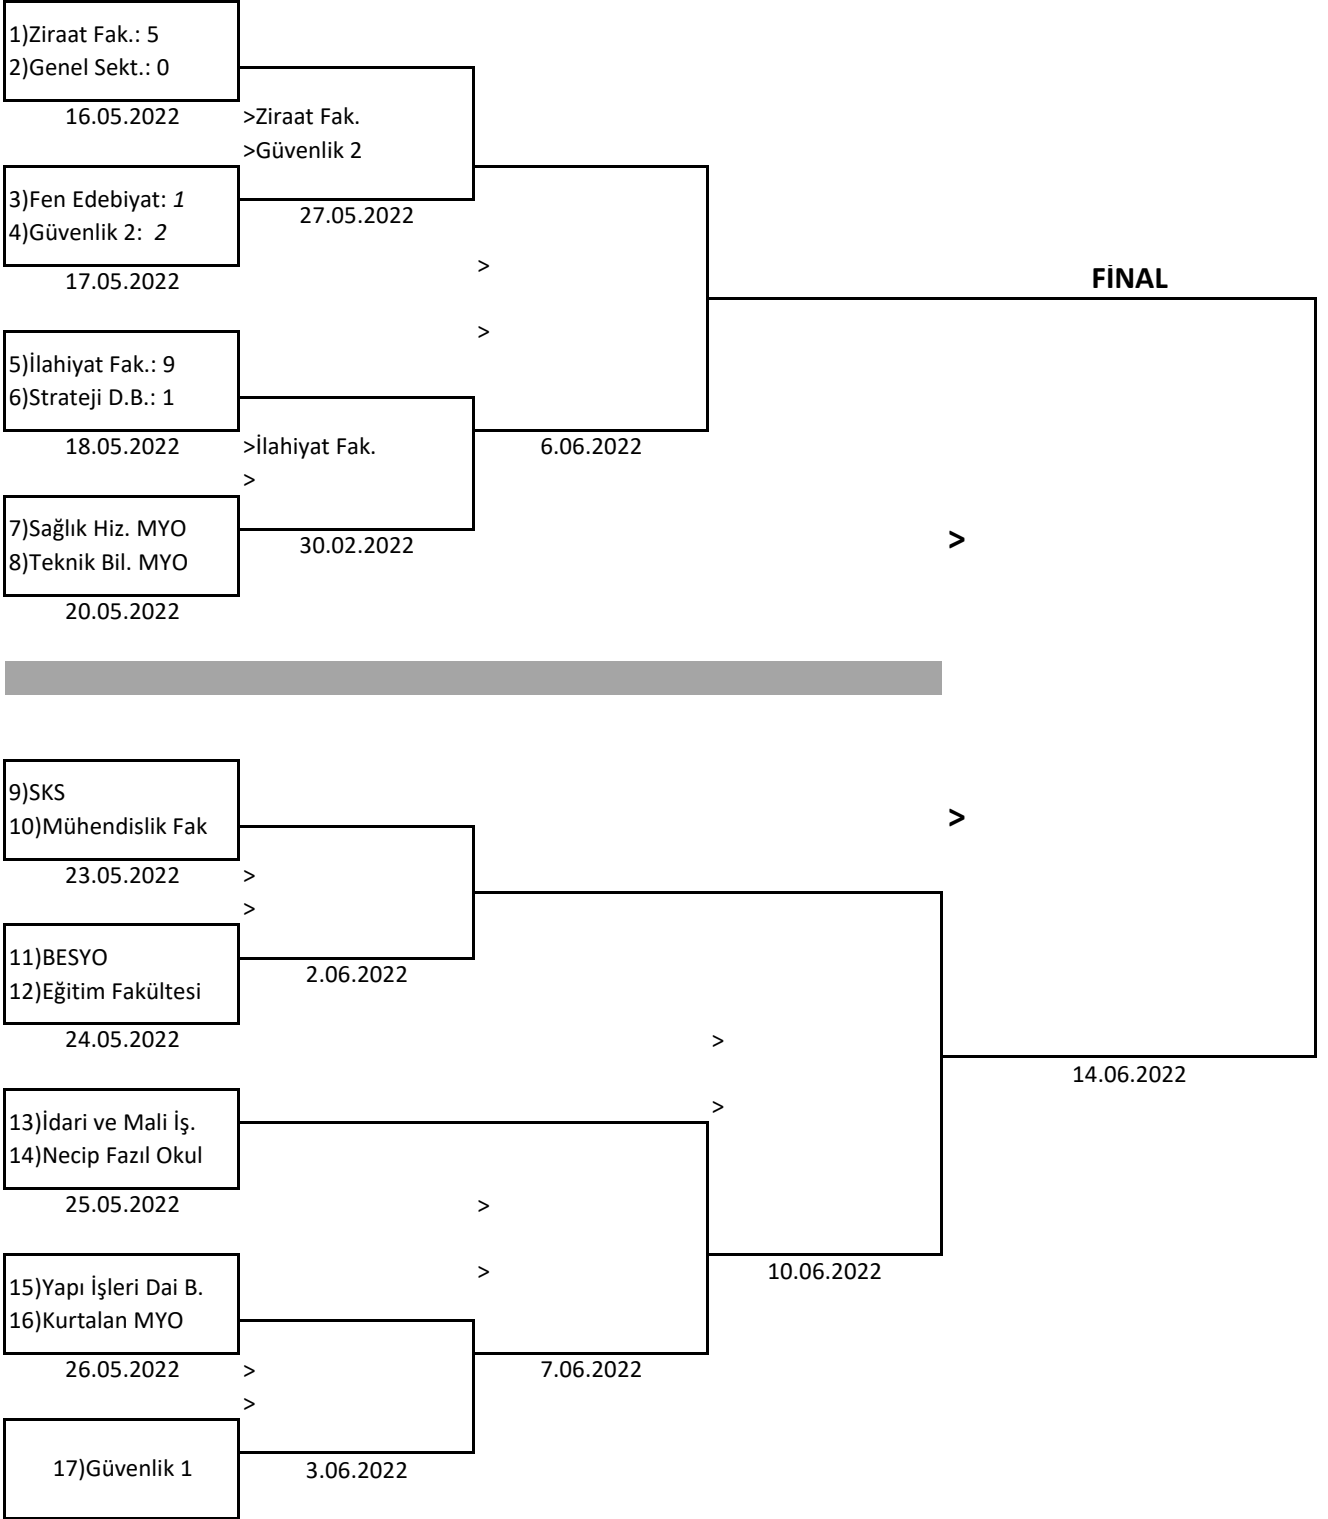 1)Ziraat Fak.: 5
2)Genel Sekt.: 0
16.05.2022
>Ziraat Fak.
>Güvenlik 2
3)Fen Edebiyat: 1
4)Güvenlik 2: 2
27.05.2022
17.05.2022
>
FİNAL
>
5)İlahiyat Fak.: 9
6)Strateji D.B.: 1
18.05.2022
>İlahiyat Fak.
6.06.2022
>
7)Sağlık Hiz. MYO
8)Teknik Bil. MYO
30.02.2022
>
20.05.2022
9)SKS
10)Mühendislik Fak
>
23.05.2022
>
>
11)BESYO
12)Eğitim Fakültesi
2.06.2022
24.05.2022
>
14.06.2022
>
13)İdari ve Mali İş.
14)Necip Fazıl Okul
25.05.2022
>
>
10.06.2022
15)Yapı İşleri Dai B.
16)Kurtalan MYO
26.05.2022
>
7.06.2022
>
17)Güvenlik 1
3.06.2022